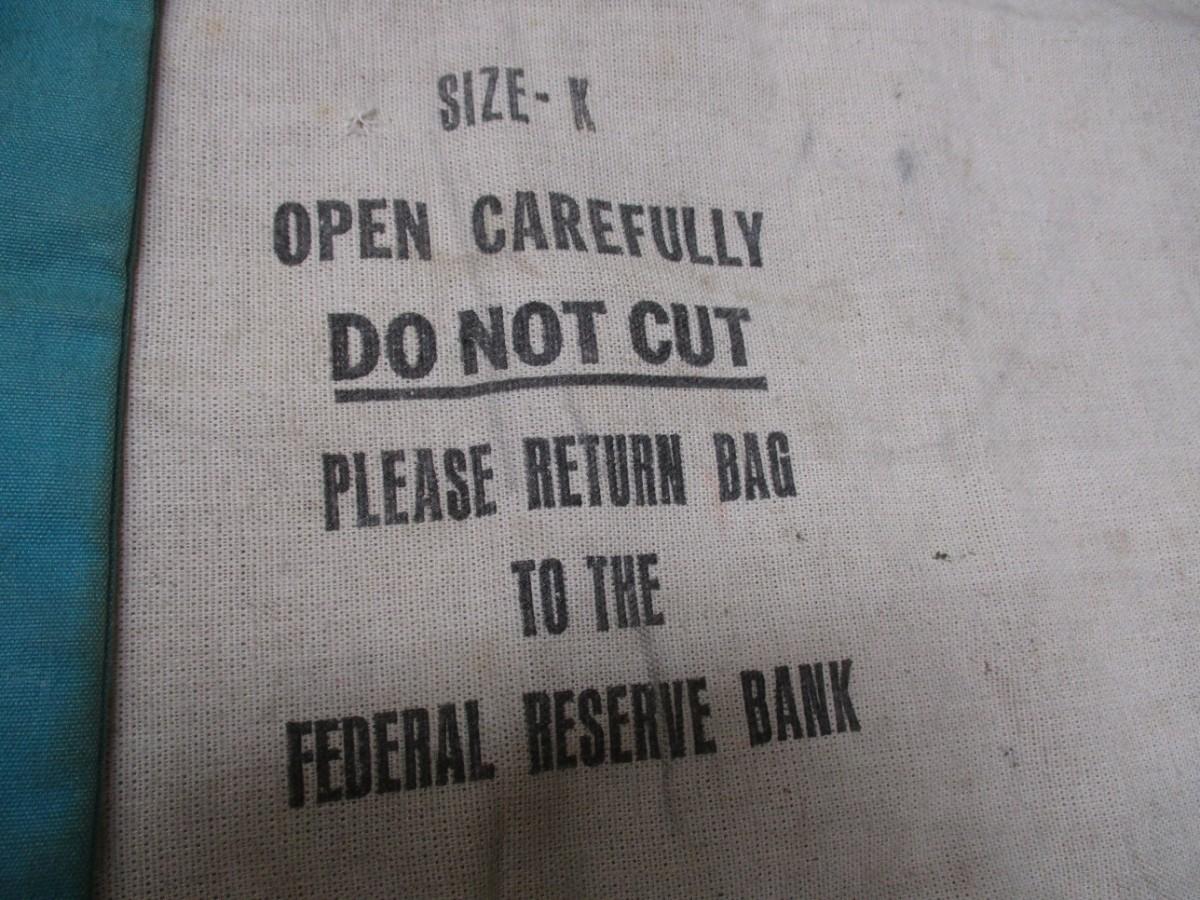 SIZE- K
OPEN CAREFULLY
DO NOT CUT
PLEASE RETURN BAG
TO THE
FEDERAL RESERVE BANK